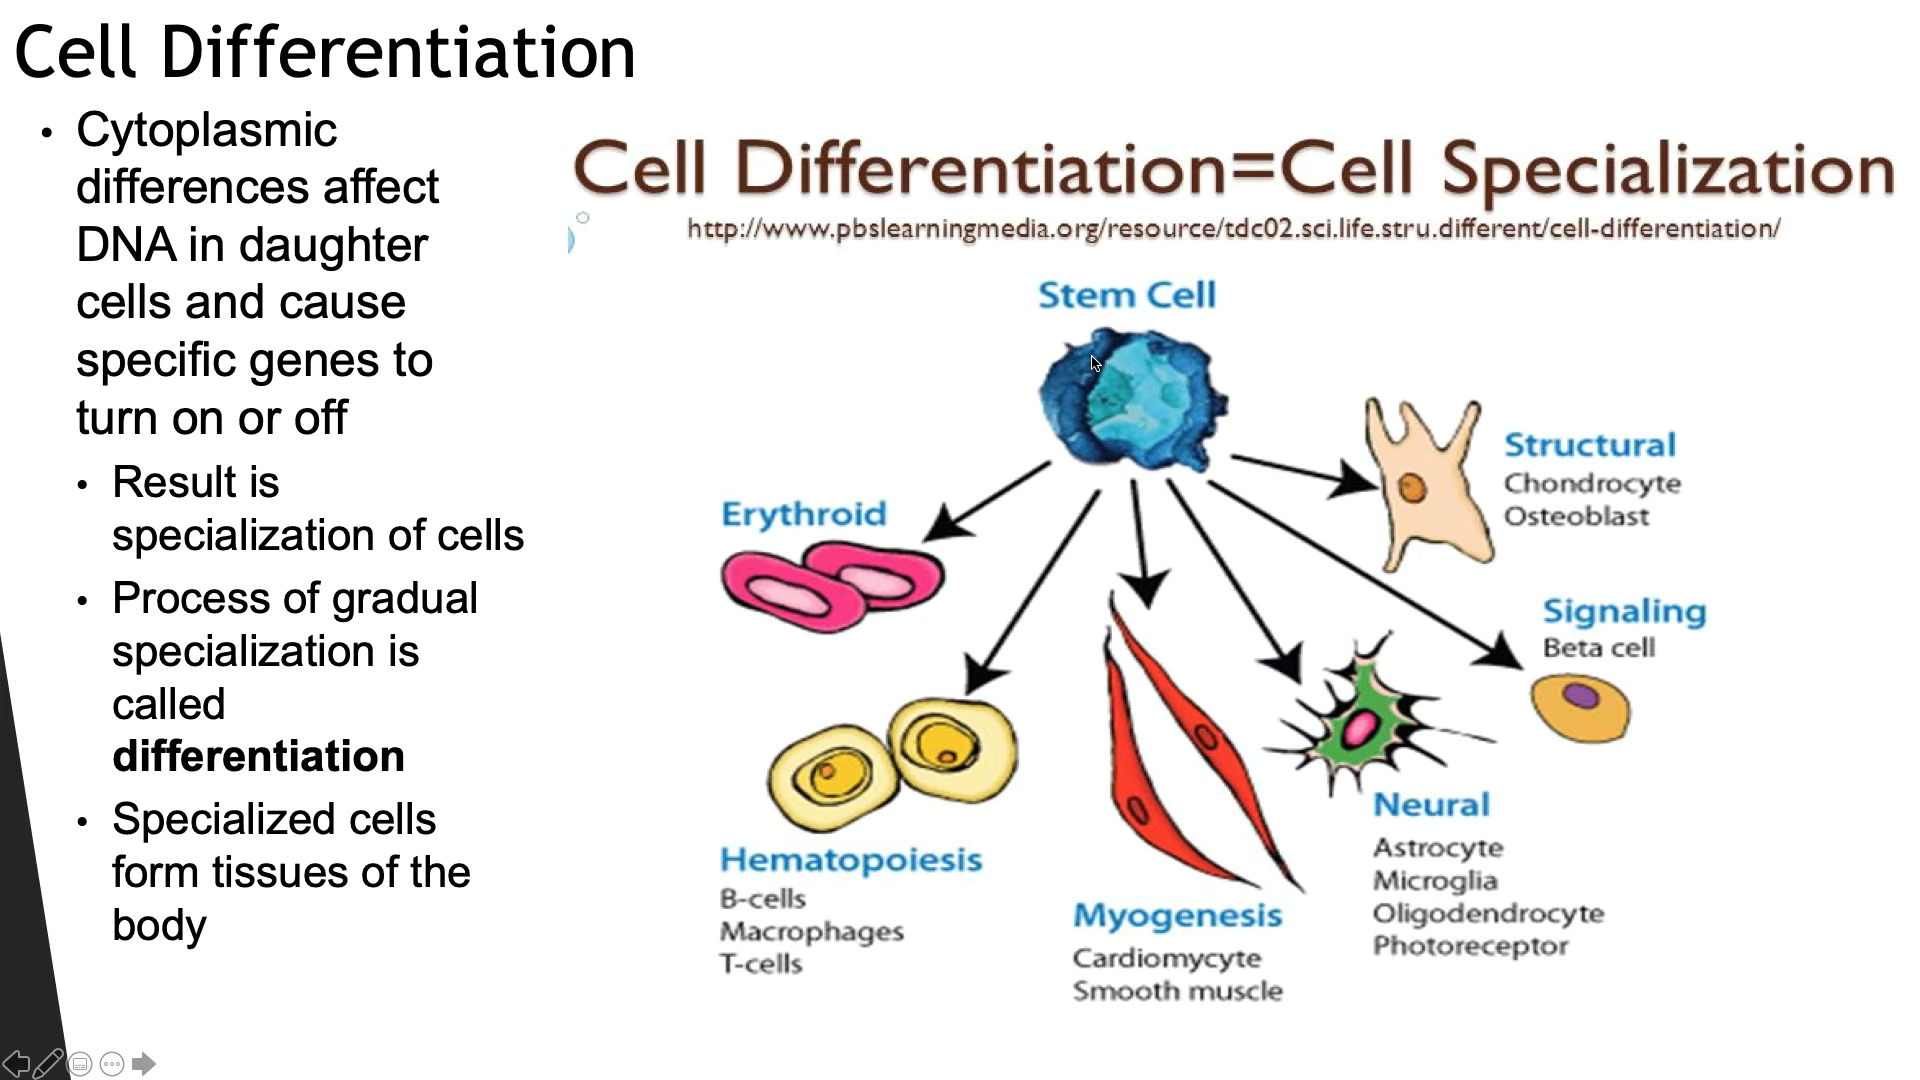 Cell Differentiation
• Cytoplasmic
differences affect
DNA in daughter
cells and cause
specific genes to
turn on or off
• Result is
specialization of cells
• Process of gradual
specialization is
called
differentiation
• Specialized cells
form tissues of the
body
Cell Differentiation=Cell Specialization
http://www.pbslearningmedia.org/resource/tdc02.sci.life.stru.different/cell-differentiation/
Stem Cell
Structural
Chondrocyte
Osteoblast
Erythroid
Signaling
Beta cell
Neural
Astrocyte
Microglia
Oligodendrocyte
Photoreceptor
Hematopoiesis
B-cells
Macrophages
T-cells
Myogenesis
Cardiomycyte
Smooth muscle